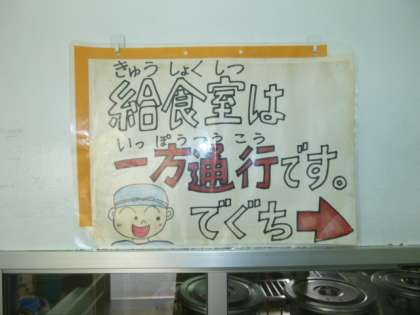 きゅうしょくしつ
給食室は
いっぽうつうこう
一方通行です。
でぐち